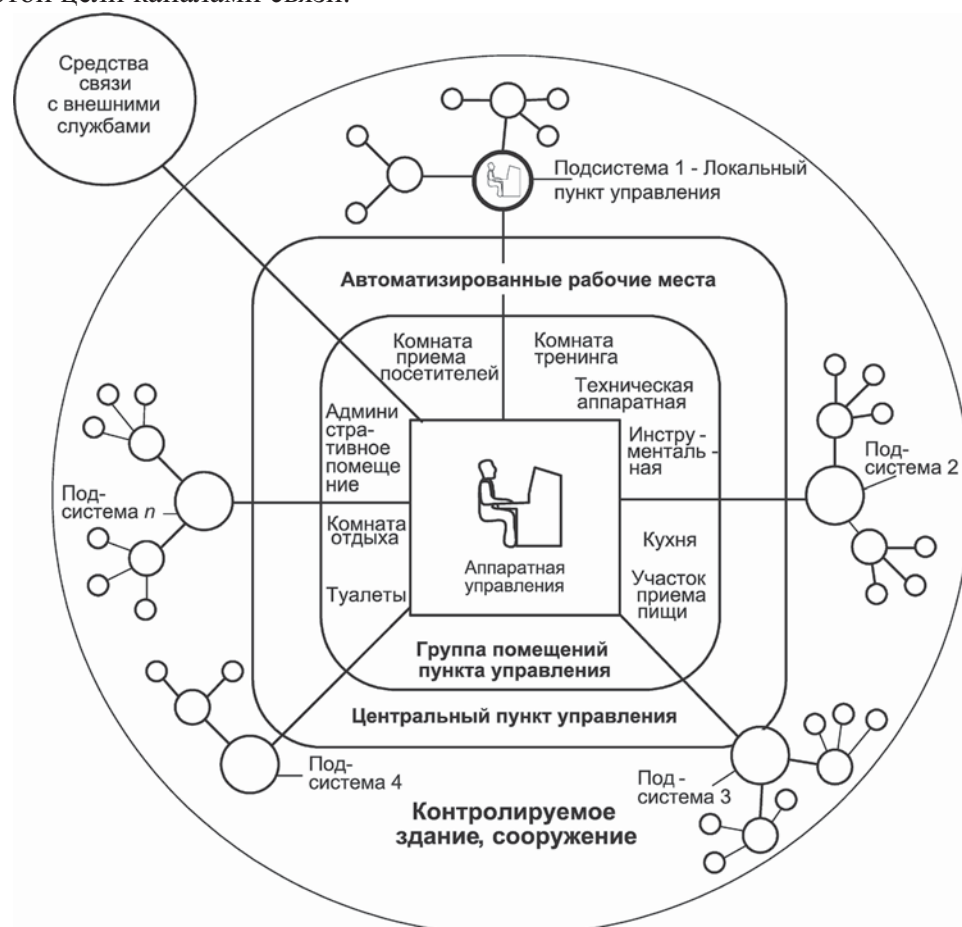 этой цели каналами связи.
Средства
связи
с внешними
службами
Подсистема 1 - Локальный
пункт управления
Автоматизированные рабочие места
Комната
приема
посетителей
Комната
тренинга
Техническая
аппаратная
Админи
стра-
тивное
помеще
ние
Инстру -
менталь -
ная
Под-
система 2
Под-
система n
Комната
отдыха
Туалеты
Аппаратная
управления
Кухня
Участок
приема
пищи
Группа помещений
пункта управления
Центральный пункт управления
Под-
система 4
Под -
система 3
Контролируемое
здание, сооружение